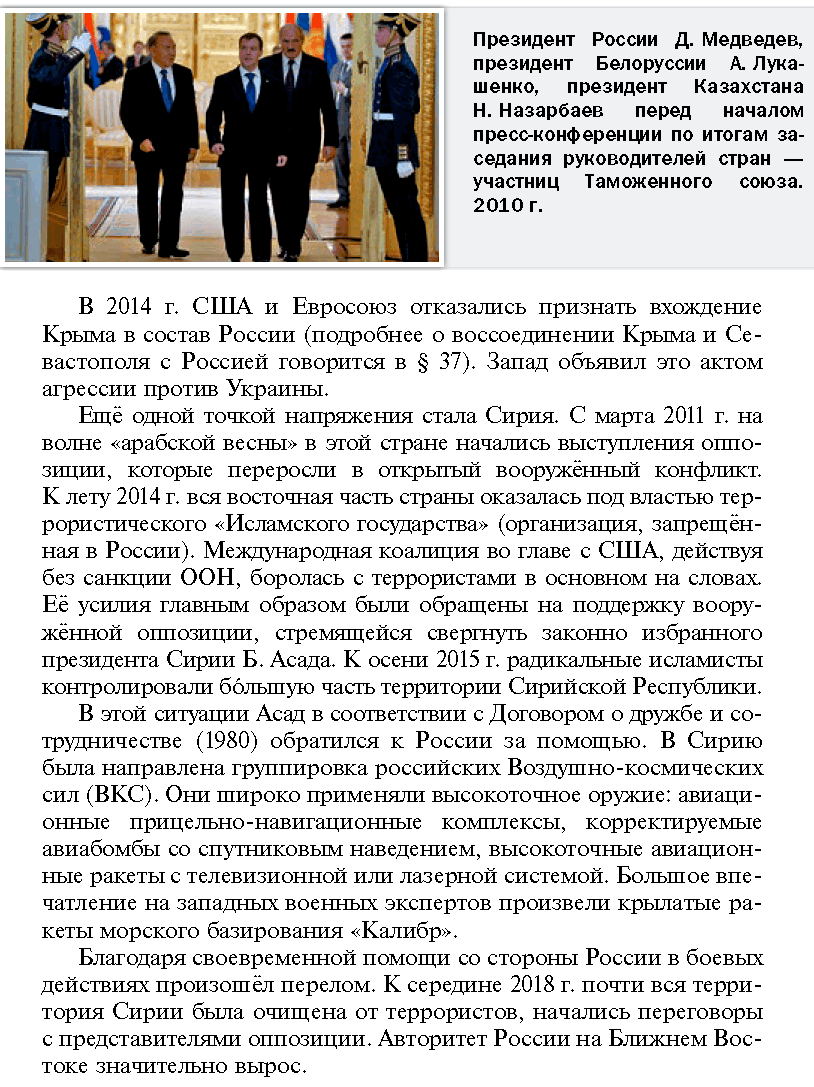 Президент России Д. Медведев,
президент Белоруссии А. Лука-
шенко, президент Казахстана
Н. Назарбаев перед началом
пресс-конференции по итогам за-
седания руководителей стран —
участниц Таможенного союза.
2010 г.
В 2014 г. США и Евросоюз отказались признать вхождение
Крыма в состав России (подробнее о воссоединении Крыма и Се-
вастополя с Россией говорится в § 37). Запад объявил это актом
агрессии против Украины.
Ещё одной точкой напряжения стала Сирия. С марта 2011 г. на
волне «арабской весны» в этой стране начались выступления оппо-
зиции, которые переросли в открытый вооружённый конфликт.
К лету 2014 г. вся восточная часть страны оказалась под властью тер-
рористического «Исламского государства» (организация, запрещён-
ная в России). Международная коалиция во главе с США, действуя
без санкции ООН, боролась с террористами в основном на словах.
Её усилия главным образом были обращены на поддержку воору-
жённой оппозиции, стремящейся свергнуть законно избранного
президента Сирии Б. Асада. К осени 2015 г. радикальные исламисты
контролировали бо́льшую часть территории Сирийской Республики.
В этой ситуации Асад в соответствии с Договором о дружбе и со-
трудничестве (1980) обратился к России за помощью. В Сирию
была направлена группировка российских Воздушно-космических
сил (ВКС). Они широко применяли высокоточное оружие: авиаци-
онные прицельно-навигационные комплексы, корректируемые
авиабомбы со спутниковым наведением, высокоточные авиацион-
ные ракеты с телевизионной или лазерной системой. Большое впе-
чатление на западных военных экспертов произвели крылатые ра-
кеты морского базирования «Калибр».
Благодаря своевременной помощи со стороны России в боевых
действиях произошёл перелом. К середине 2018 г. почти вся терри-
тория Сирии была очищена от террористов, начались переговоры
с представителями оппозиции. Авторитет России на Ближнем Вос-
токе значительно вырос.